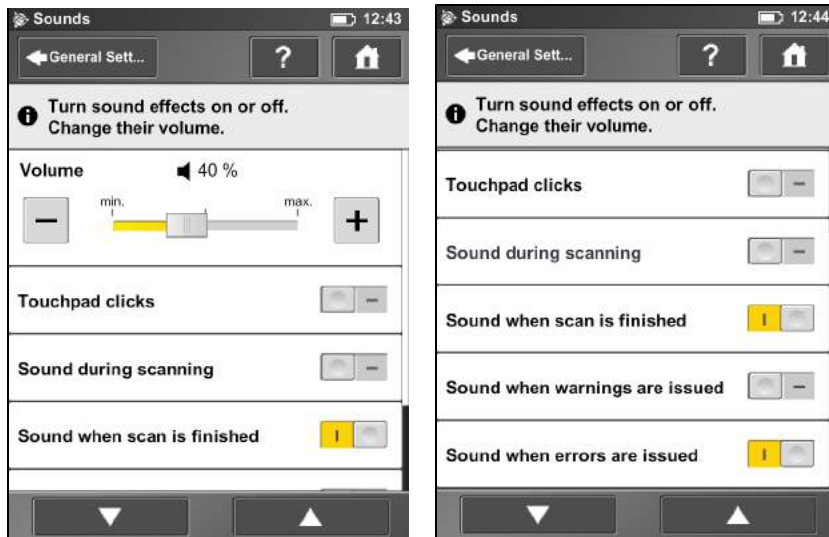 Sounds 12:43
General Sett... ?
Turn sound effects on or off.
Change their volume.
Volume 40 %
min. max.
− +
Touchpad clicks
Sound during scanning
Sound when scan is finished
Sounds 12:44
General Sett... ?
Turn sound effects on or off.
Change their volume.
Touchpad clicks
Sound during scanning
Sound when scan is finished
Sound when warnings are issued
Sound when errors are issued